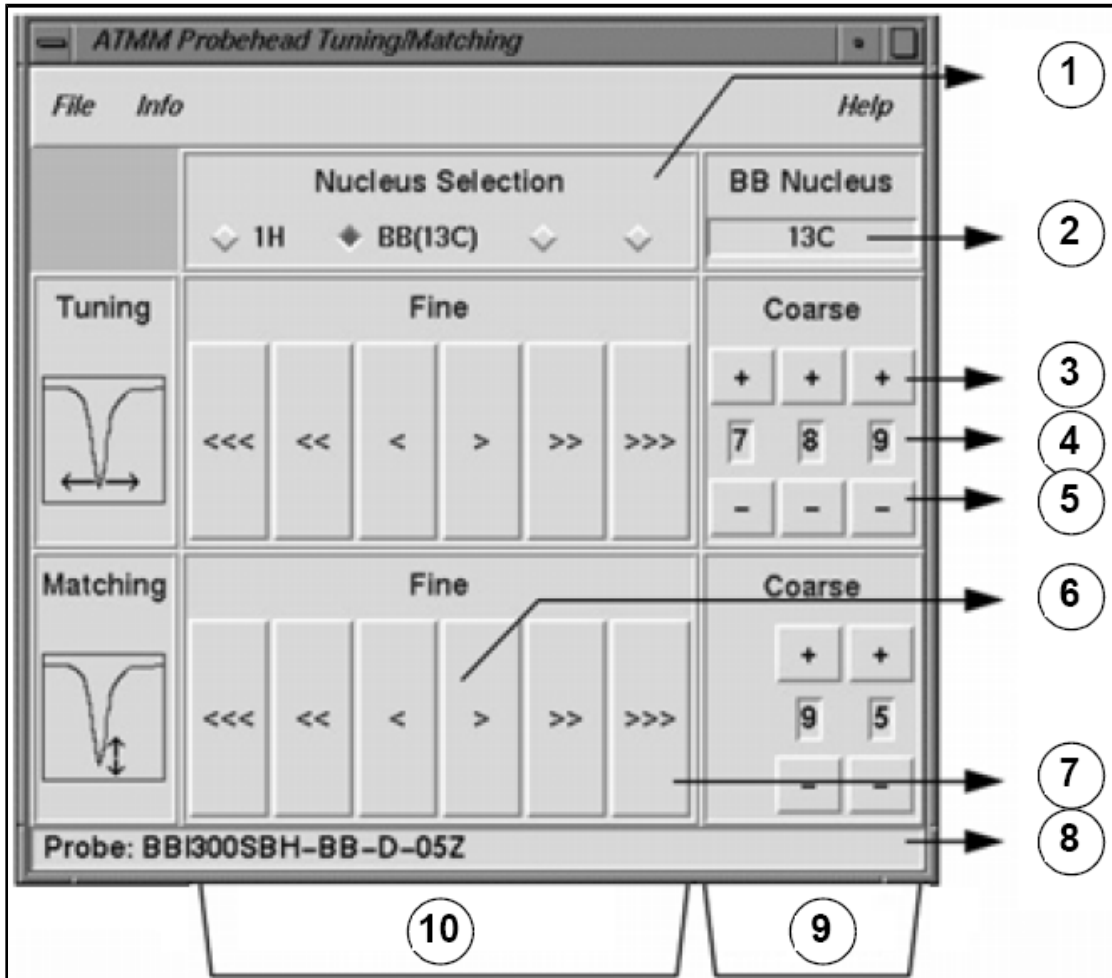 ATMM Probehead Tuning/Matching
1
File Info Help
Nucleus Selection BB Nucleus
1H BB(13C) 13C
2
Tuning Fine Coarse
+ + +
3
<<< << < > >> >>> 7 8 9
4
- - -
5
Matching Fine Coarse
6
+ +
<<< << < > >> >>> 9 5
- -
7
Probe: BBI300SBH-BB-D-05Z
8
10 9